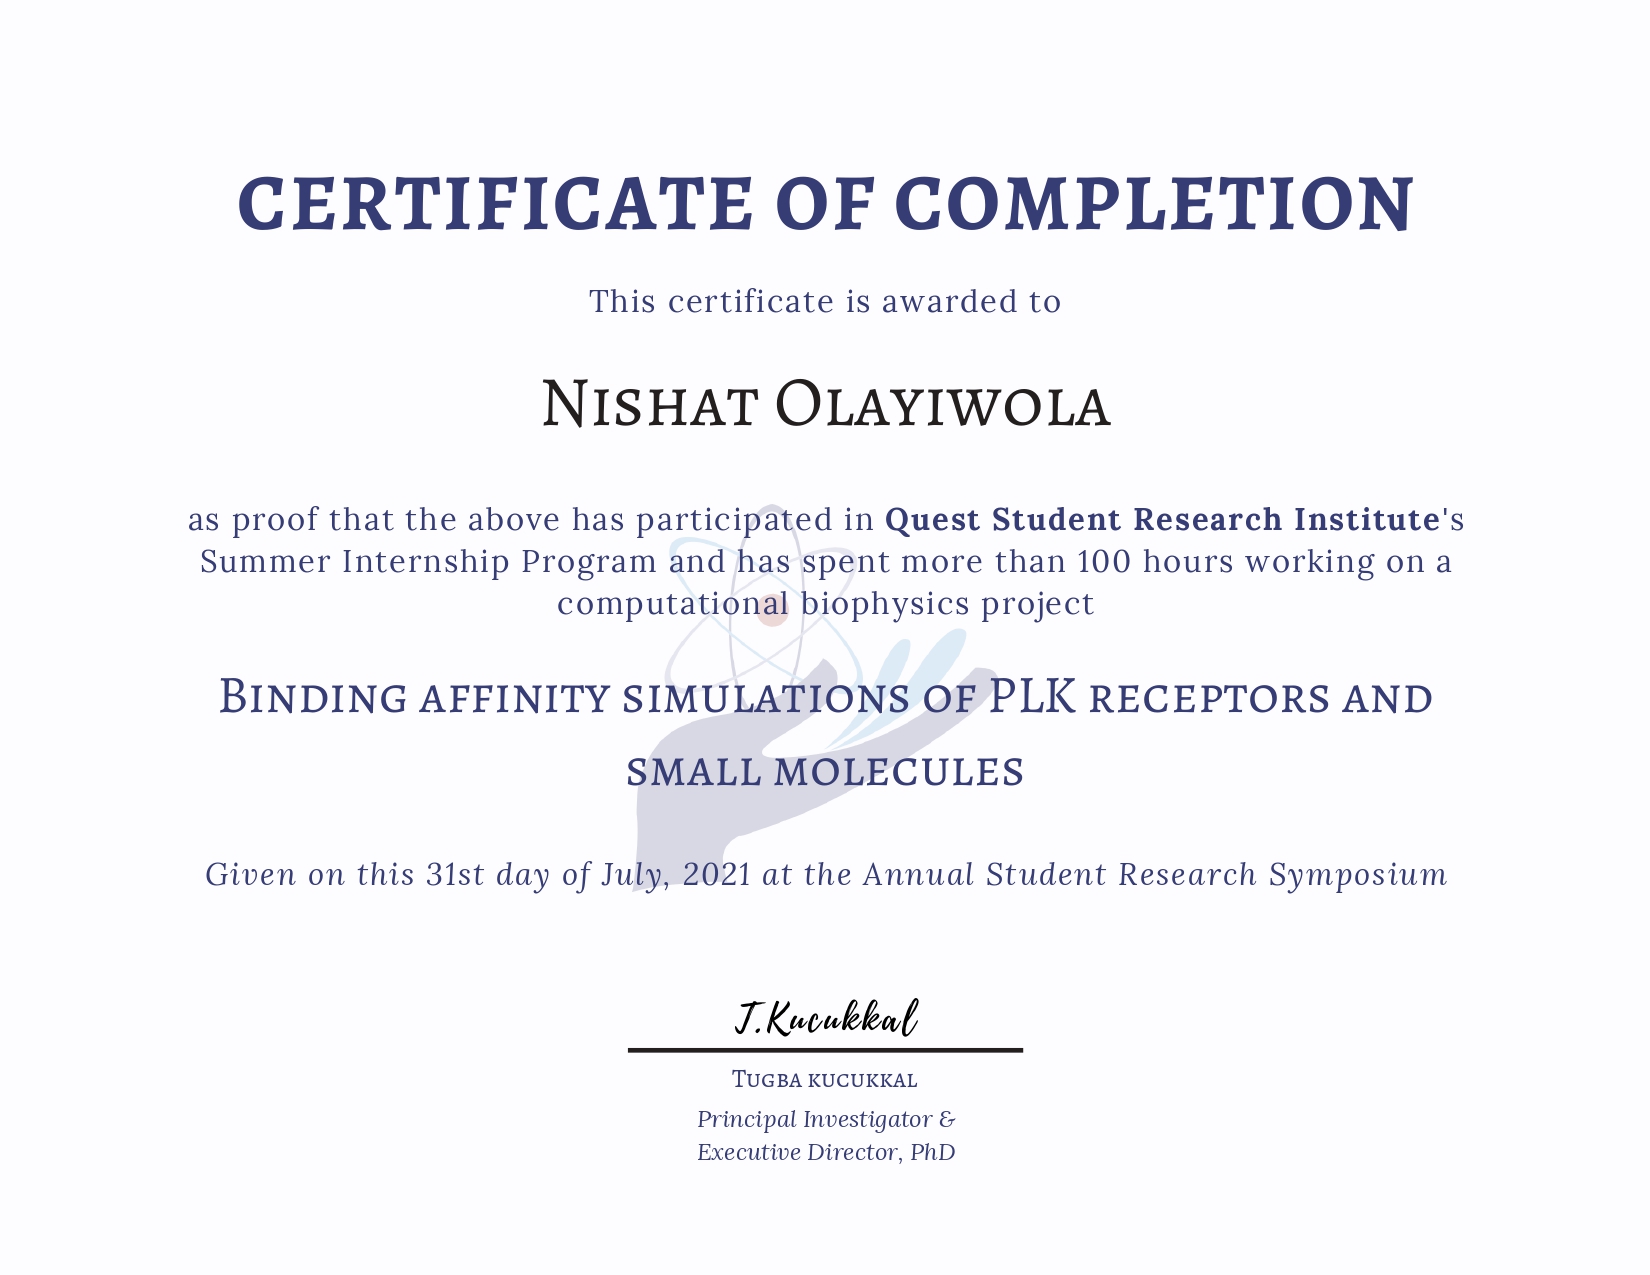 CERTIFICATE OF COMPLETION
This certificate is awarded to
Nishat Olayiwola
as proof that the above has participated in Quest Student Research Institute's
Summer Internship Program and has spent more than 100 hours working on a
computational biophysics project
Binding affinity simulations of PLK receptors and
small molecules
Given on this 31st day of July, 2021 at the Annual Student Research Symposium
T.Kucukkal
Tugba kucukkal
Principal Investigator &
Executive Director, PhD